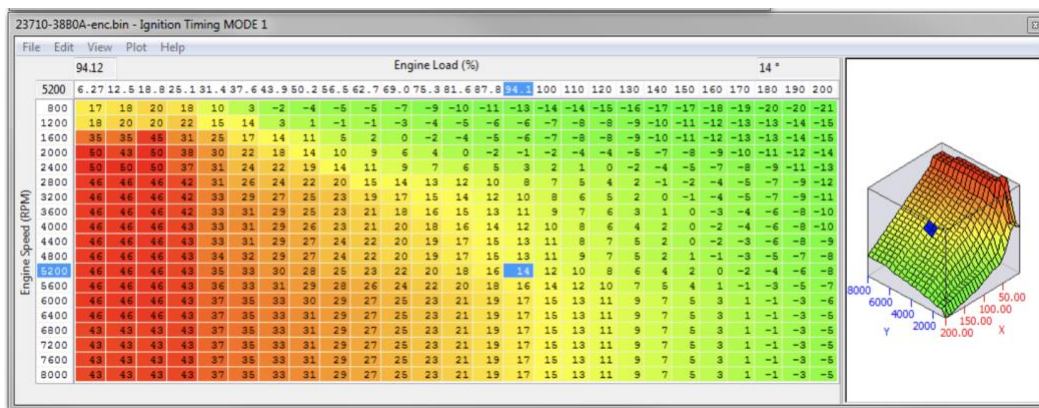 23710-38B0A-enc.bin - Ignition Timing MODE 1
File Edit View Plot Help
94.12 Engine Load (%) 14 °
5200 6.27 12.5 18.8 25.1 31.4 37.6 43.9 50.2 56.5 62.7 69.0 75.3 81.6 87.8 94.1 100 110 120 130 140 150 160 170 180 190 200
800 17 18 20 18 10 3 -2 -4 -5 -5 -7 -9 -10 -11 -13 -14 -14 -15 -16 -17 -17 -18 -19 -20 -20 -21
1200 18 20 20 22 15 14 3 1 -1 -1 -3 -4 -5 -6 -6 -7 -8 -8 -9 -10 -11 -12 -13 -13 -14 -15
1600 35 35 45 31 25 17 14 11 5 2 0 -2 -4 -5 -6 -7 -8 -8 -9 -10 -11 -12 -13 -13 -14 -15
2000 50 43 50 38 30 22 18 14 10 9 6 4 0 -2 -1 -2 -4 -4 -5 -7 -8 -9 -10 -11 -12 -14
2400 50 50 50 37 31 24 22 19 14 11 9 7 6 5 3 2 1 0 -2 -4 -5 -7 -8 -9 -11 -13
2800 46 46 46 42 31 26 24 22 20 15 14 13 12 10 8 7 5 4 2 -1 -2 -4 -5 -7 -9 -12
3200 46 46 46 42 33 29 27 25 23 19 17 15 14 12 10 8 6 5 2 0 -1 -4 -5 -7 -9 -11
3600 46 46 46 42 33 31 29 25 23 21 18 16 15 13 11 9 7 6 3 1 0 -3 -4 -6 -8 -10
4000 46 46 46 43 33 31 29 26 23 21 20 18 16 14 12 10 8 6 4 2 0 -2 -3 -6 -8 -10
4400 46 46 46 43 33 31 29 27 24 22 20 19 17 15 13 11 8 7 5 2 0 -2 -3 -6 -8 -9
4800 46 46 46 43 34 32 29 27 24 22 20 19 17 15 13 11 9 7 5 2 1 -1 -3 -5 -7 -8
5200 46 46 46 43 35 33 30 28 25 23 22 20 18 16 14 12 10 8 6 4 2 0 -2 -4 -6 -8
5600 46 46 46 43 36 33 31 29 28 26 24 22 20 18 16 14 12 10 7 5 4 1 -1 -3 -5 -7
6000 46 46 46 43 37 35 33 30 29 27 25 23 21 19 17 15 13 11 9 7 5 3 1 -1 -3 -6
6400 46 46 46 43 37 35 33 31 29 27 25 23 21 19 17 15 13 11 9 7 5 3 1 -1 -3 -5
6800 43 43 43 43 37 35 33 31 29 27 25 23 21 19 17 15 13 11 9 7 5 3 1 -1 -3 -5
7200 43 43 43 43 37 35 33 31 29 27 25 23 21 19 17 15 13 11 9 7 5 3 1 -1 -3 -5
7600 43 43 43 43 37 35 33 31 29 27 25 23 21 19 17 15 13 11 9 7 5 3 1 -1 -3 -5
8000 43 43 43 43 37 35 33 31 29 27 25 23 21 19 17 15 13 11 9 7 5 3 1 -1 -3 -5
Engine Speed (RPM)
8000 6000 4000 2000 Y
200.00 150.00 100.00 50.00 X